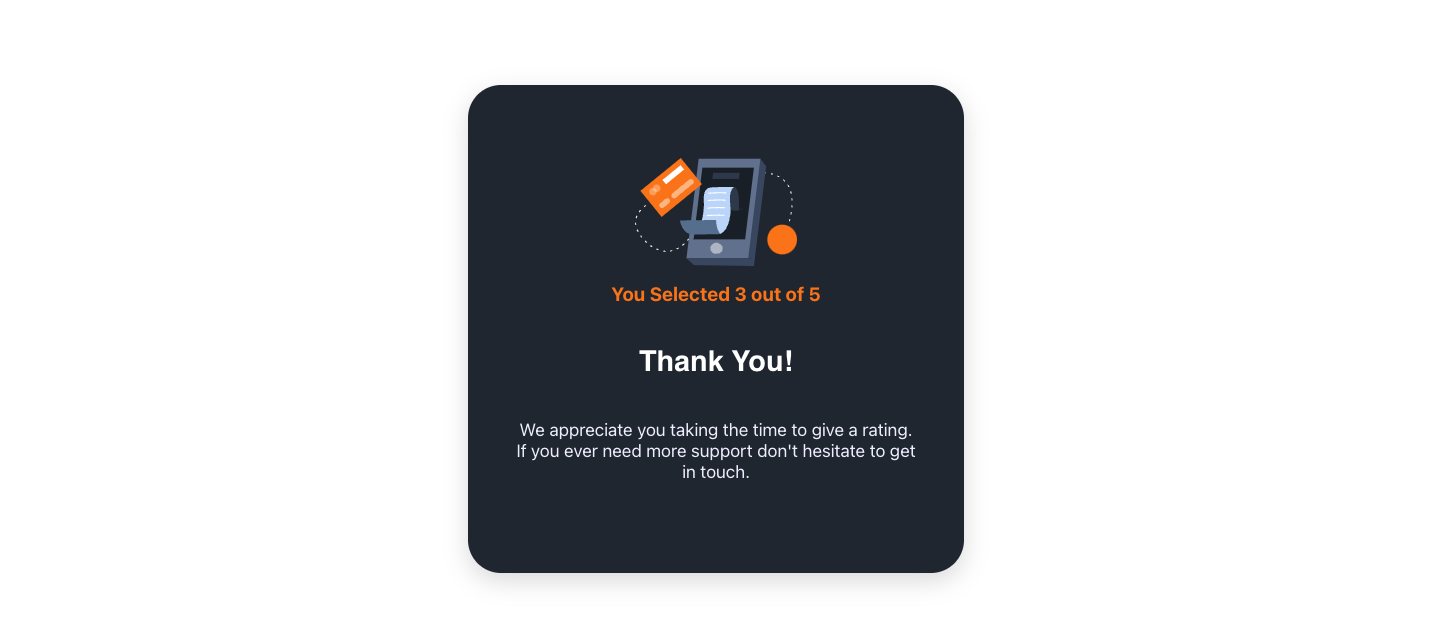 You Selected 3 out of 5
Thank You!
We appreciate you taking the time to give a rating.
If you ever need more support don't hesitate to get
in touch.